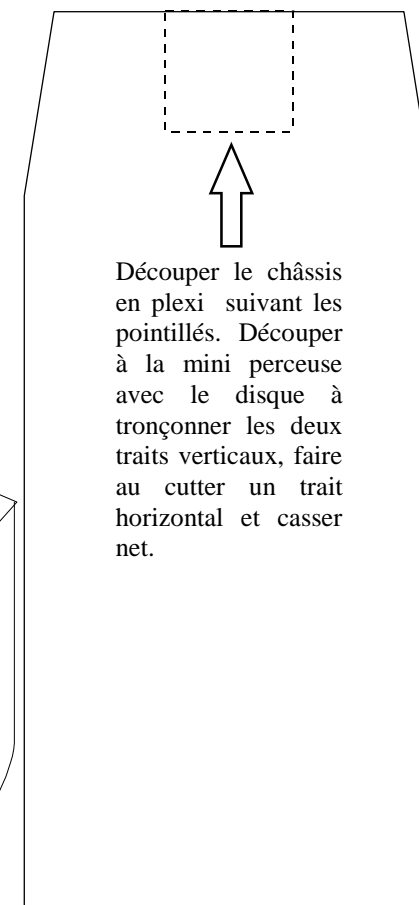 Découper le châssis
en plexi suivant les
pointillés. Découper
à la mini perceuse
avec le disque à
tronçonner les deux
traits verticaux, faire
au cutter un trait
horizontal et casser
net.